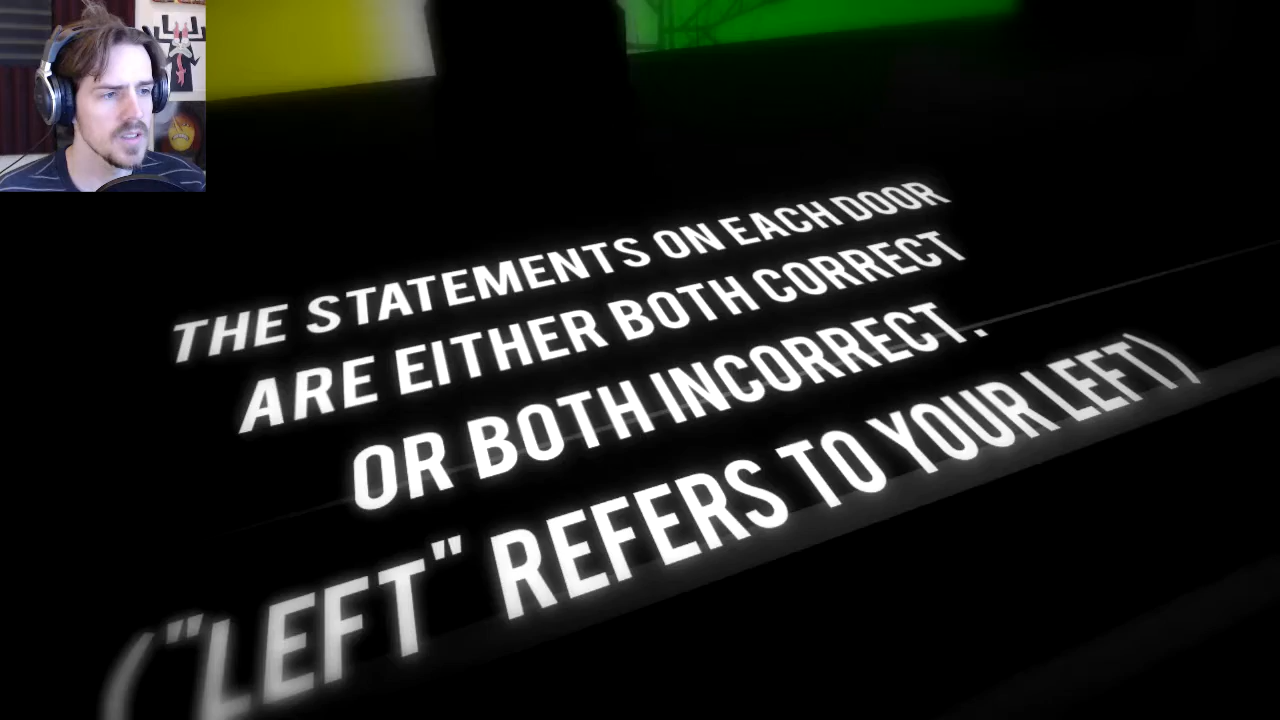 THE STATEMENTS ON EACH DOOR
ARE EITHER BOTH CORRECT
OR BOTH INCORRECT.
("LEFT" REFERS TO YOUR LEFT)